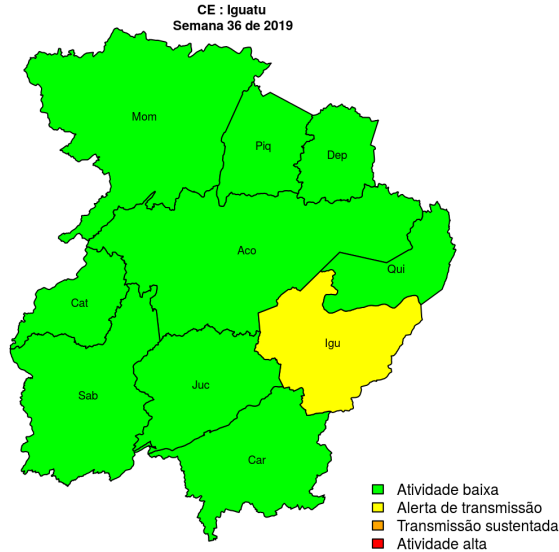 CE : Iguatu
Semana 36 de 2019
Mom
Piq
Dep
Aco
Qui
Cat
Igu
Juc
Sab
Car
Atividade baixa
Alerta de transmissão
Transmissão sustentada
Atividade alta